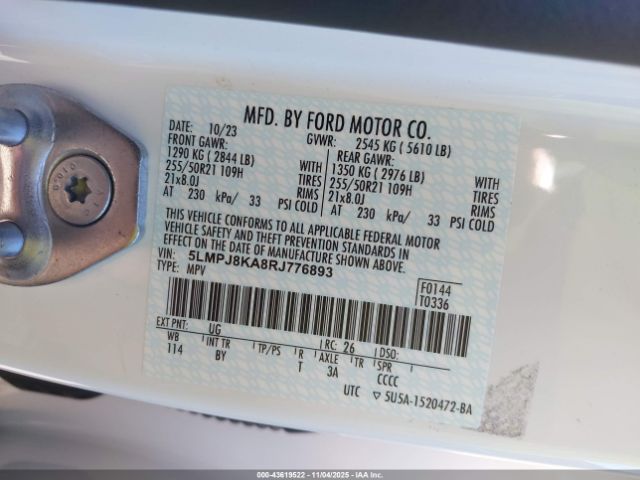 MFD. BY FORD MOTOR CO.
DATE: 10/23 GVWR: 2545 KG ( 5610 LB)
FRONT GAWR: REAR GAWR:
1290 KG ( 2844 LB) WITH 1350 KG ( 2976 LB) WITH
255/50R21 109H TIRES 255/50R21 109H TIRES
21x8.0J RIMS 21x8.0J RIMS
AT 230 kPa/ 33 PSI COLD AT 230 kPa/ 33 PSI COLD
THIS VEHICLE CONFORMS TO ALL APPLICABLE FEDERAL MOTOR
VEHICLE SAFETY AND THEFT PREVENTION STANDARDS IN
EFFECT ON THE DATE OF MANUFACTURE SHOWN ABOVE.
VIN: 5LMPJ8KA8RJ776893
TYPE: MPV
F0144
T0336
EXT PNT: UG RC: 26 DSO:
WB INT TR TP/PS R AXLE TR SPR
114 BY T 3A CCCC
UTC ▽ 5U5A-1520472-BA
000-43619522 - 11/04/2025 - IAA, Inc.